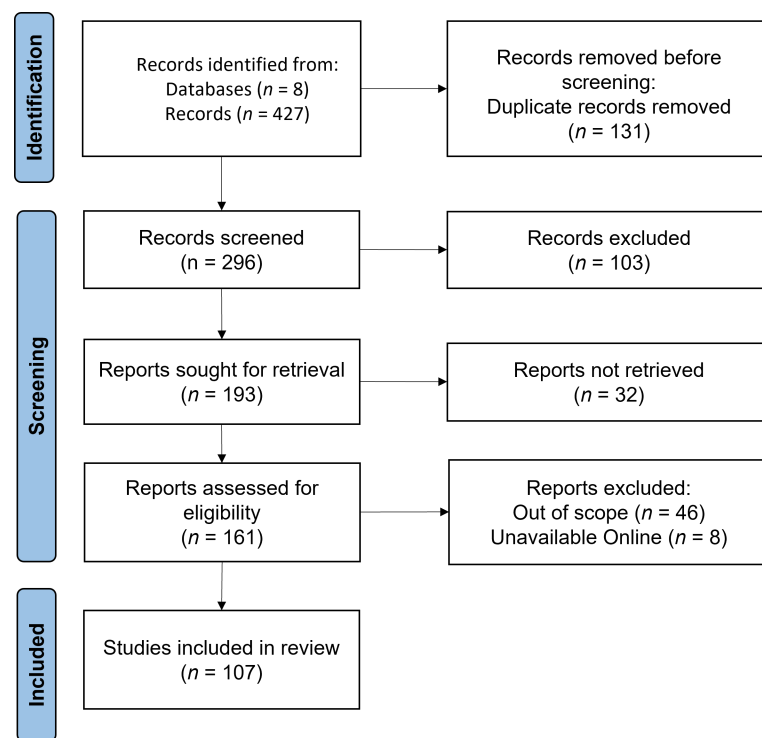 Identification
Records identified from:
Databases (n = 8)
Records (n = 427)
Records removed before
screening:
Duplicate records removed
(n = 131)
Screening
Records screened
(n = 296)
Records excluded
(n = 103)
Reports sought for retrieval
(n = 193)
Reports not retrieved
(n = 32)
Reports assessed for
eligibility
(n = 161)
Reports excluded:
Out of scope (n = 46)
Unavailable Online (n = 8)
Included
Studies included in review
(n = 107)